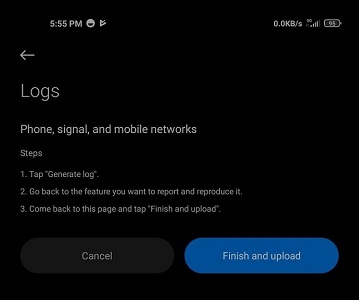 5:55 PM
0.0KB/s 5G 95
Logs
Phone, signal, and mobile networks
Steps
1. Tap "Generate log".
2. Go back to the feature you want to report and reproduce it.
3. Come back to this page and tap "Finish and upload".
Cancel
Finish and upload